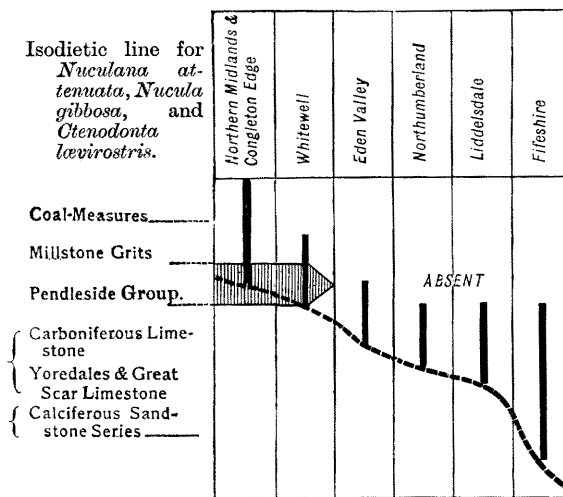 Isodietic line for
Nuculana at-
tenuata, Nucula
gibbosa, and
Ctenodonta
lævirostris.
Northern Midlands &
Congleton Edge
Whitewell
Eden Valley
Northumberland
Liddelsdale
Fifeshire
Coal-Measures
Millstone Grits
Pendleside Group.
ABSENT
Carboniferous Lime-
stone
Yoredales & Great
Scar Limestone
Calciferous Sand-
stone Series